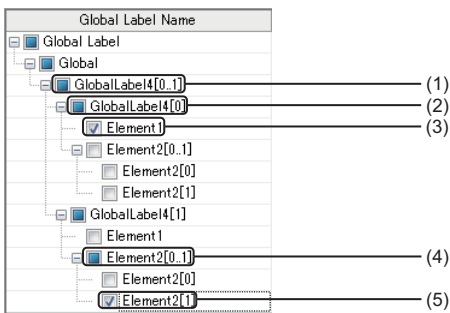 Global Label Name
Global Label
Global
GlobalLabel4[0..1] (1)
GlobalLabel4[0] (2)
Element1 (3)
Element2[0..1]
Element2[0]
Element2[1]
GlobalLabel4[1]
Element1
Element2[0..1] (4)
Element2[0]
Element2[1] (5)